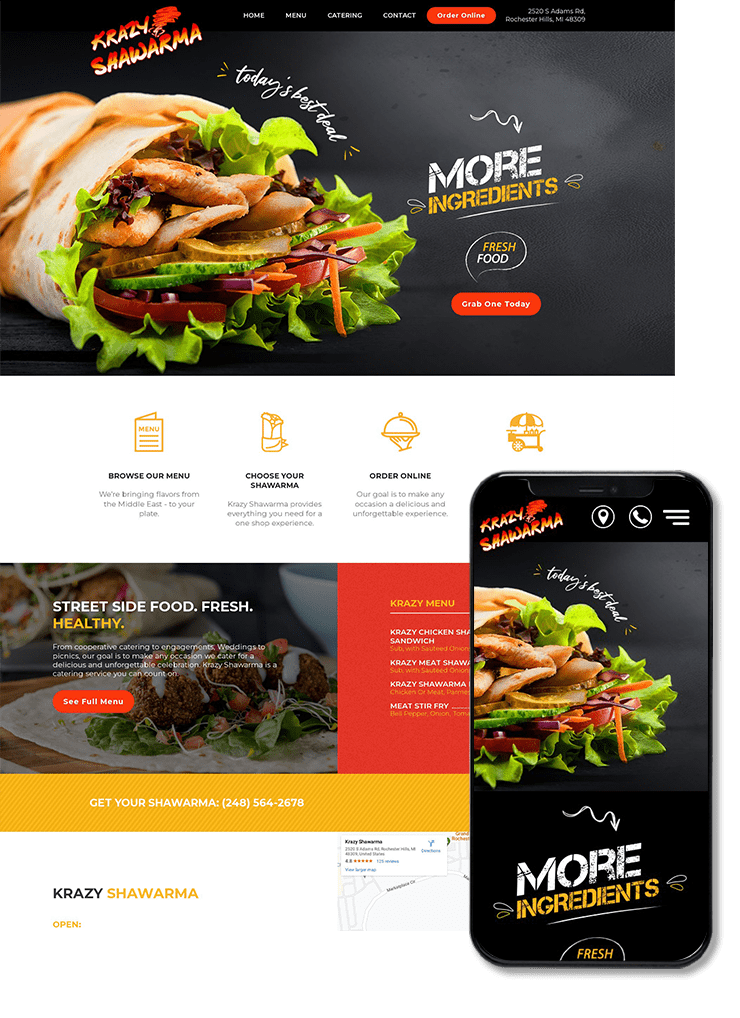 KRAZY
SHAWARMA
HOME MENU CATERING CONTACT Order Online
2520 S Adams Rd,
Rochester Hills, MI 48309
today's best deal
MORE
INGREDIENTS
FRESH
FOOD
Grab One Today
MENU
BROWSE OUR MENU
We're bringing flavors from
the Middle East - to your
plate.
CHOOSE YOUR
SHAWARMA
Krazy Shawarma provides
everything you need for a
one shop experience.
ORDER ONLINE
Our goal is to make any
occasion a delicious and
unforgettable experience.
STREET SIDE FOOD. FRESH.
HEALTHY.
From cooperative catering to engagements. Weddings to
picnics, our goal is to make any occasion we cater for a
delicious and unforgettable celebration. Krazy Shawarma is a
catering service you can count on.
See Full Menu
KRAZY MENU
KRAZY CHICKEN SHA
SANDWICH
Sub, with Sauteed Onion
KRAZY MEAT SHAWA
Sub, with Sauteed Onion
KRAZY SHAWARMA
Chicken Or Meat, Parme
MEAT STIR FRY
Bell Pepper, Onion, Toma
GET YOUR SHAWARMA: (248) 564-2678
KRAZY SHAWARMA
OPEN:
Krazy Shawarma
2520 S Adams Rd, Rochester Hills, MI
48309, United States
4.8 125 reviews
View larger map
Directions
Marketplace Cir
KRAZY
SHAWARMA
today's best deal
MORE
INGREDIENTS
FRESH